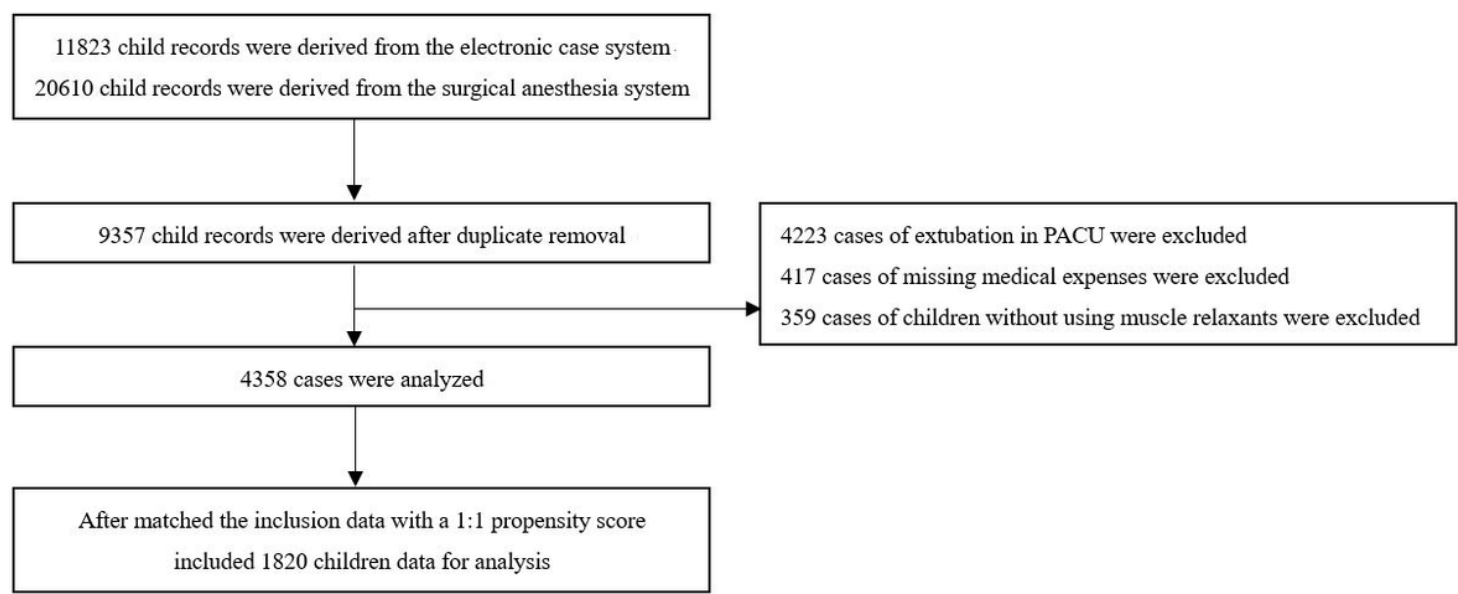 11823 child records were derived from the electronic case system
20610 child records were derived from the surgical anesthesia system
9357 child records were derived after duplicate removal
4223 cases of extubation in PACU were excluded
417 cases of missing medical expenses were excluded
359 cases of children without using muscle relaxants were excluded
4358 cases were analyzed
After matched the inclusion data with a 1:1 propensity score
included 1820 children data for analysis